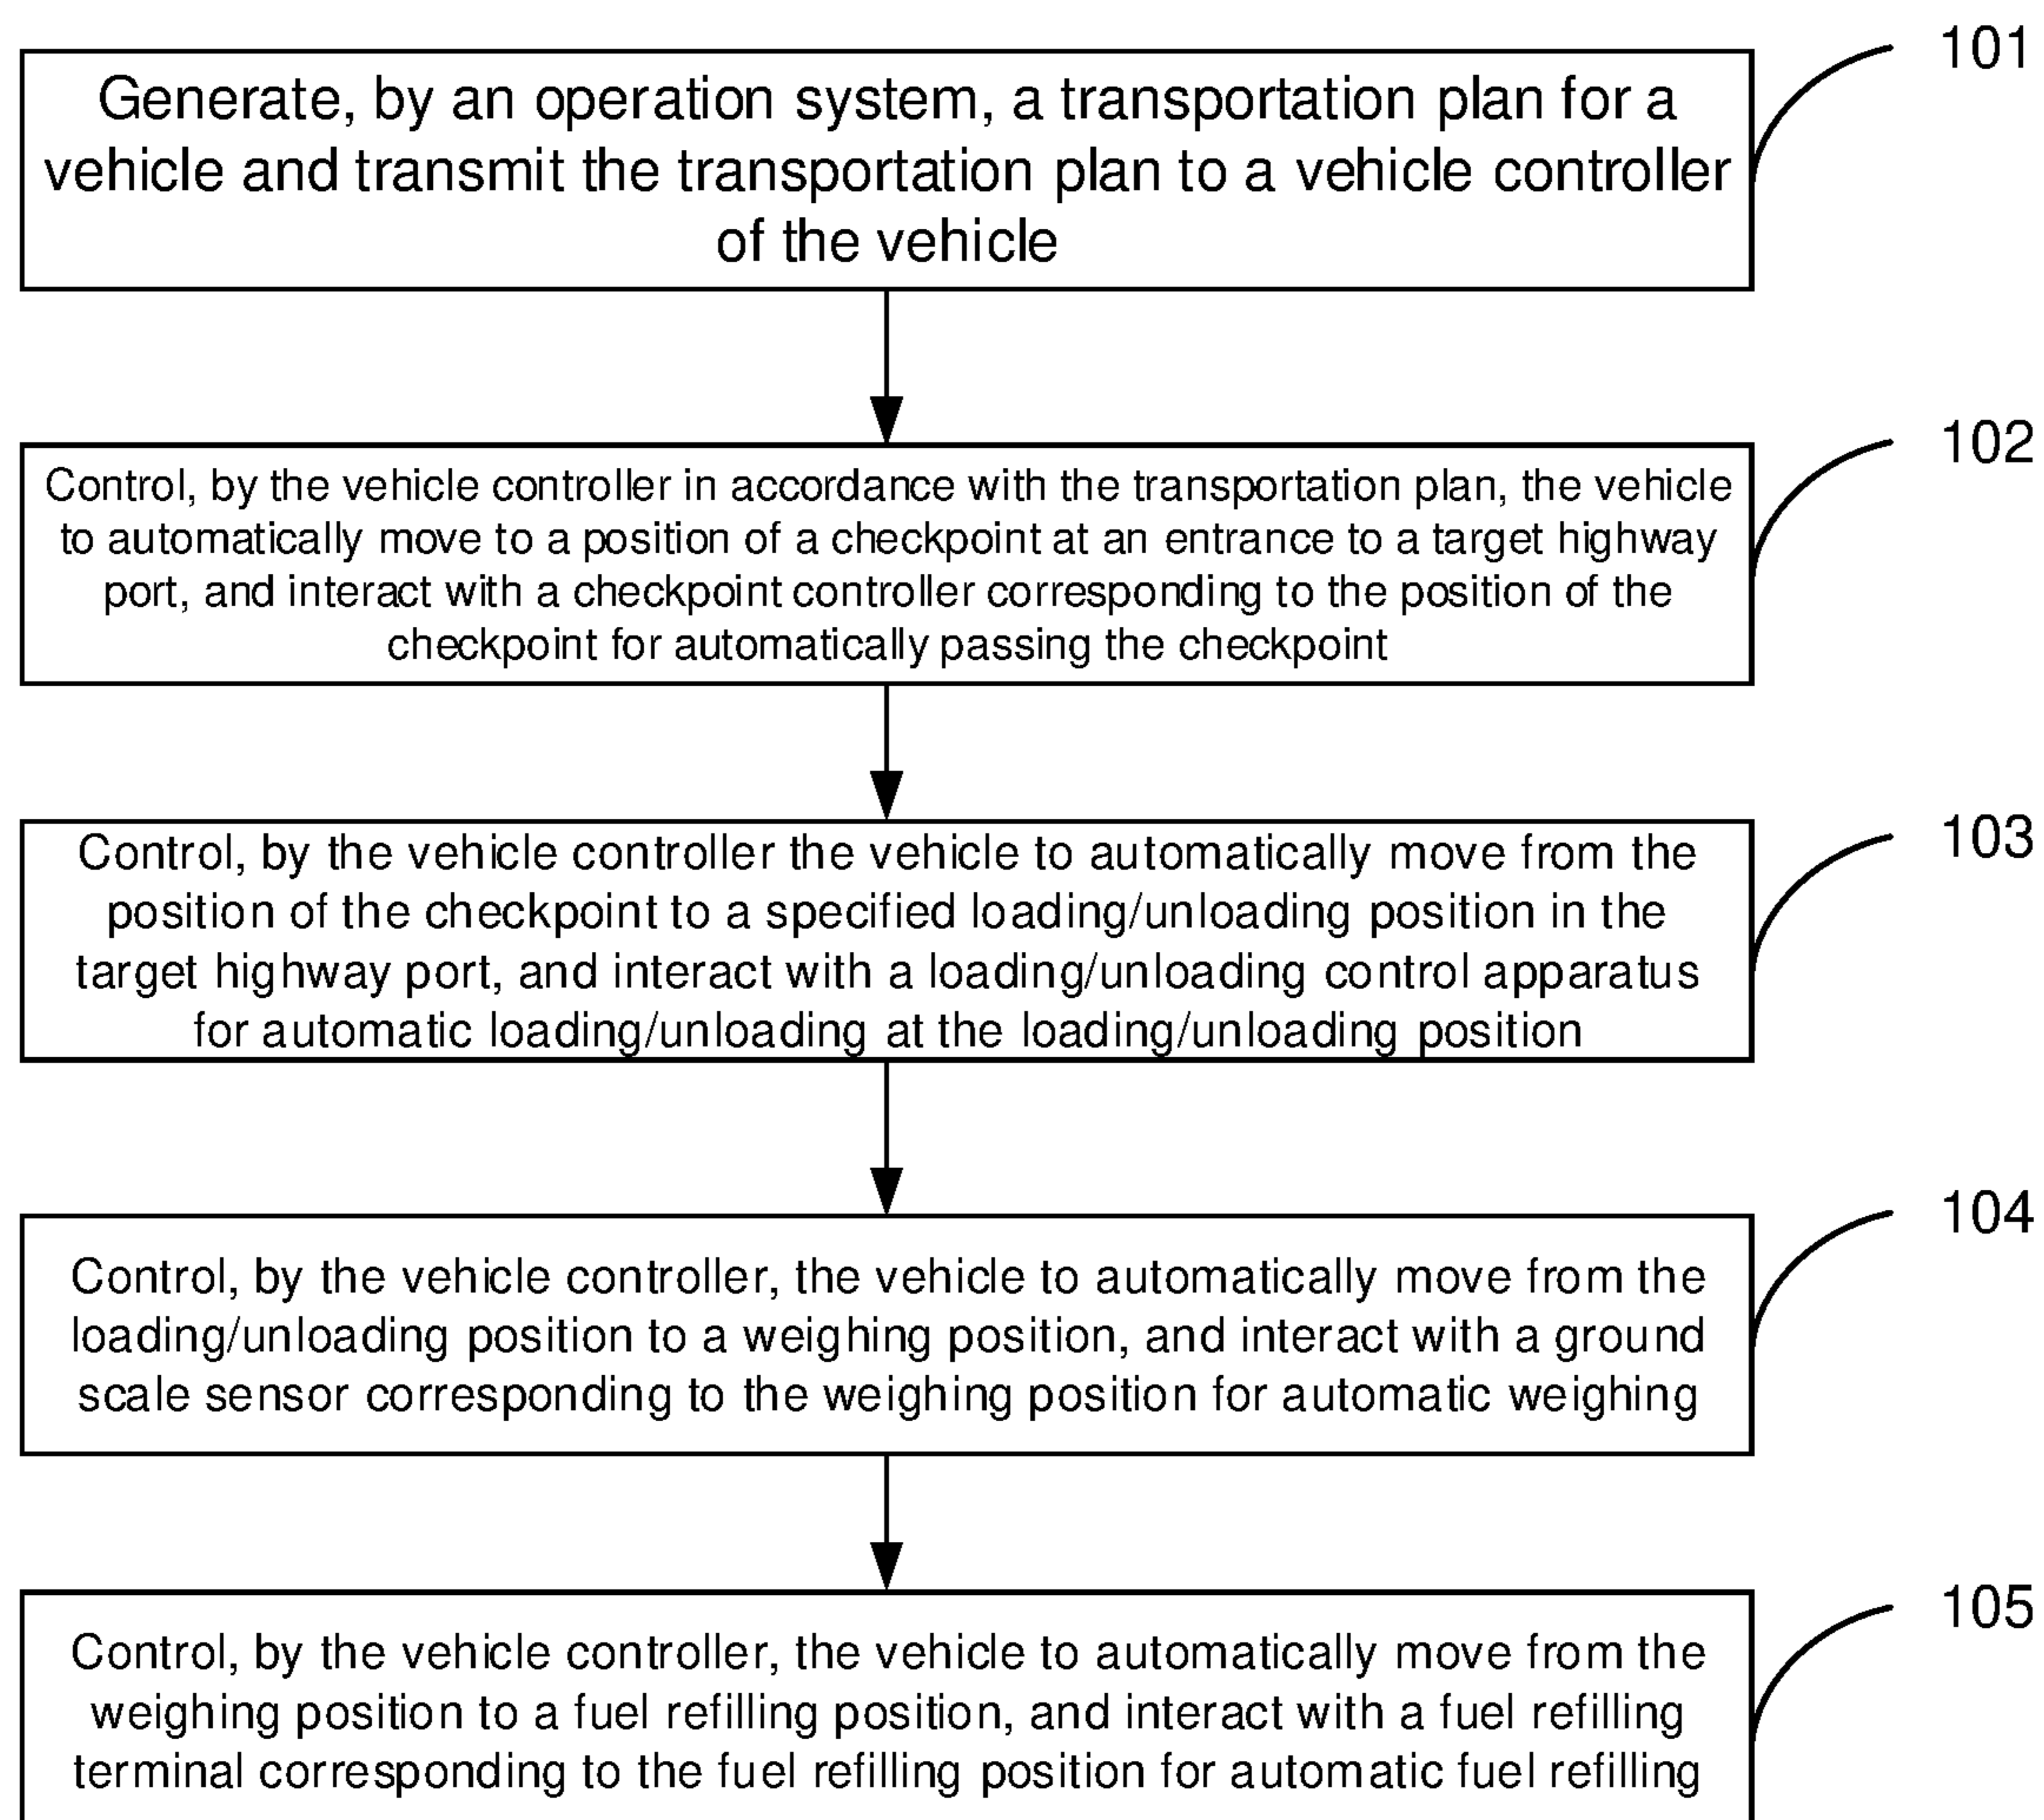 101
Generate, by an operation system, a transportation plan for a
vehicle and transmit the transportation plan to a vehicle controller
of the vehicle
102
Control, by the vehicle controller in accordance with the transportation plan, the vehicle
to automatically move to a position of a checkpoint at an entrance to a target highway
port, and interact with a checkpoint controller corresponding to the position of the
checkpoint for automatically passing the checkpoint
103
Control, by the vehicle controller the vehicle to automatically move from the
position of the checkpoint to a specified loading/unloading position in the
target highway port, and interact with a loading/unloading control apparatus
for automatic loading/unloading at the loading/unloading position
104
Control, by the vehicle controller, the vehicle to automatically move from the
loading/unloading position to a weighing position, and interact with a ground
scale sensor corresponding to the weighing position for automatic weighing
105
Control, by the vehicle controller, the vehicle to automatically move from the
weighing position to a fuel refilling position, and interact with a fuel refilling
terminal corresponding to the fuel refilling position for automatic fuel refilling